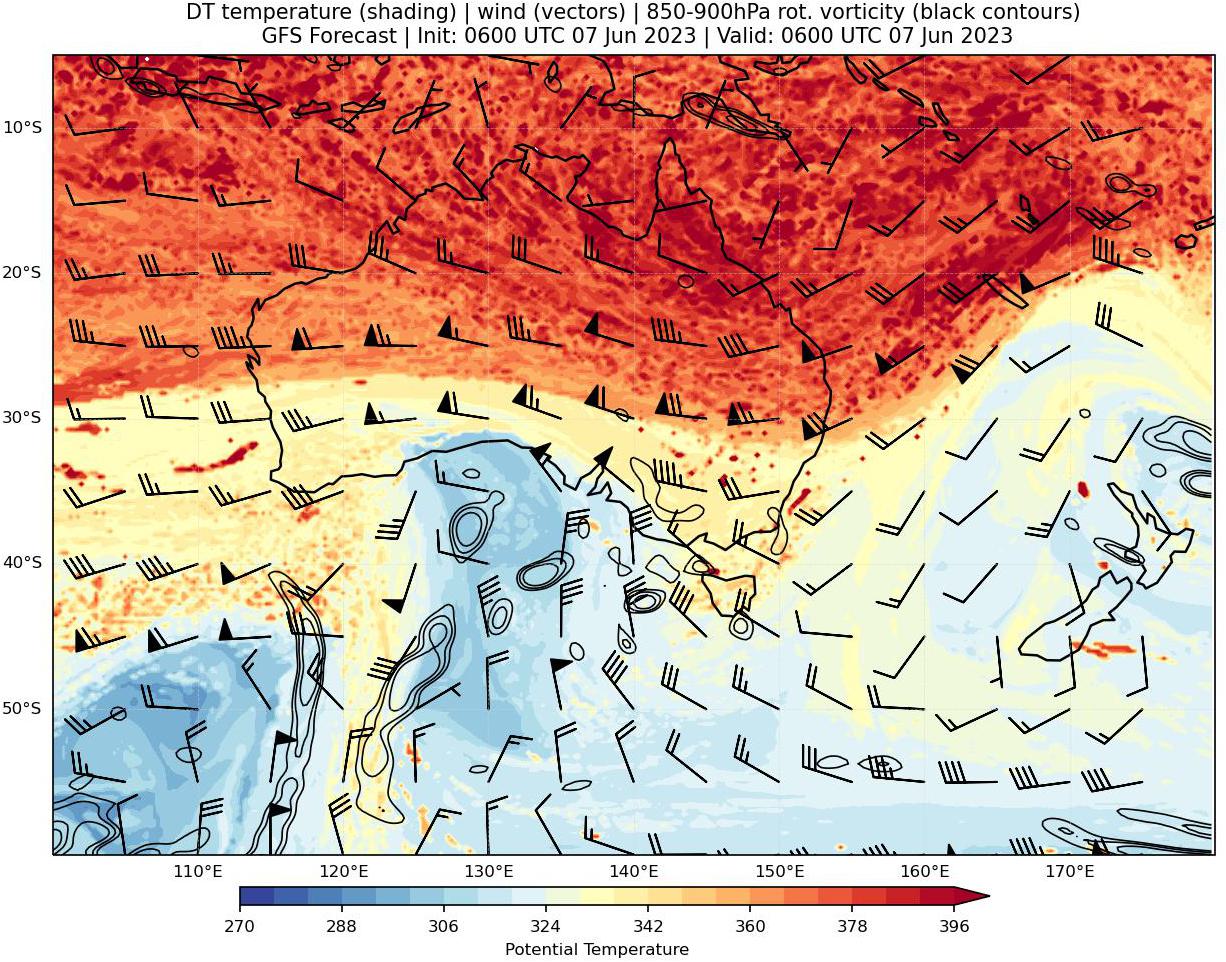 DT temperature (shading) | wind (vectors) | 850-900hPa rot. vorticity (black contours)
GFS Forecast | Init: 0600 UTC 07 Jun 2023 | Valid: 0600 UTC 07 Jun 2023
10°S
20°S
30°S
40°S
50°S
110°E 120°E 130°E 140°E 150°E 160°E 170°E
270 288 306 324 342 360 378 396
Potential Temperature